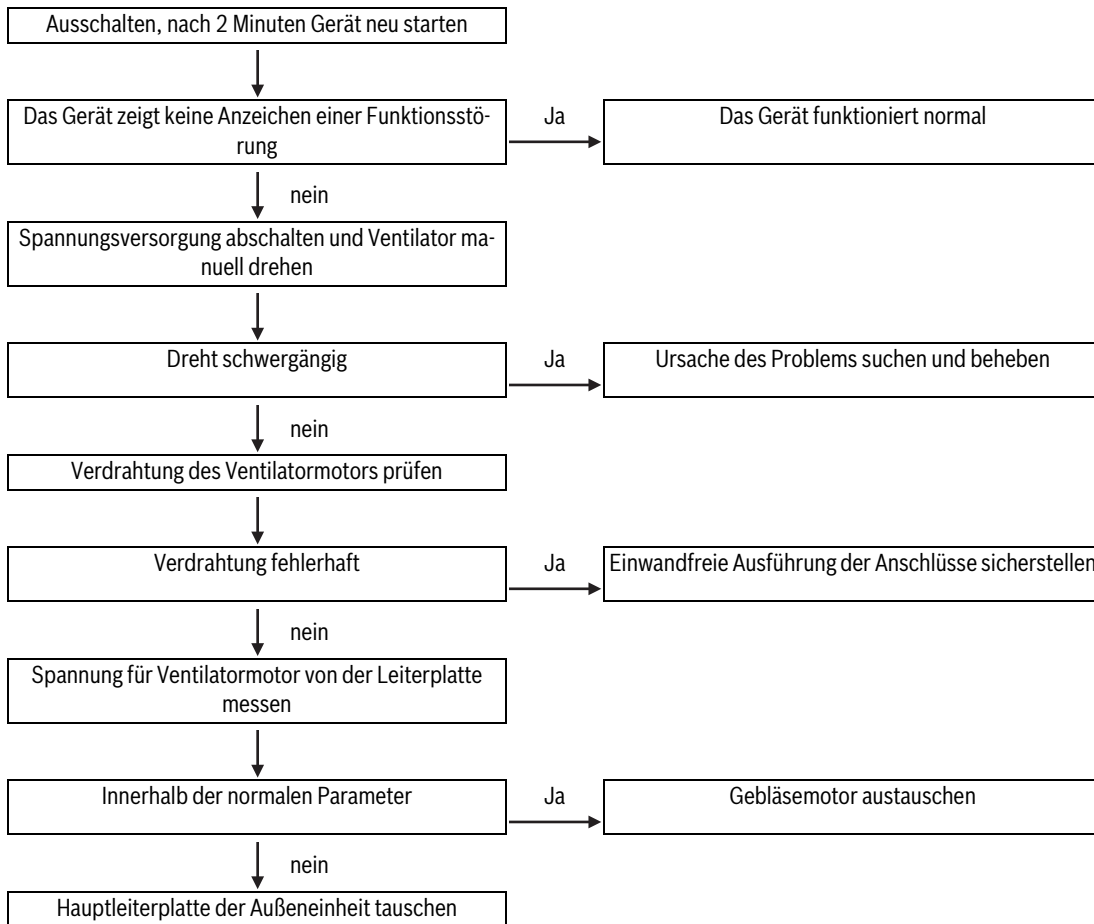 Ausschalten, nach 2 Minuten Gerät neu starten
Das Gerät zeigt keine Anzeichen einer Funktionsstö-
rung
Ja
Das Gerät funktioniert normal
nein
Spannungsversorgung abschalten und Ventilator ma-
nuell drehen
Dreht schwergängig
Ja
Ursache des Problems suchen und beheben
nein
Verdrahtung des Ventilatormotors prüfen
Verdrahtung fehlerhaft
Ja
Einwandfreie Ausführung der Anschlüsse sicherstellen
nein
Spannung für Ventilatormotor von der Leiterplatte
messen
Innerhalb der normalen Parameter
Ja
Gebläsemotor austauschen
nein
Hauptleiterplatte der Außeneinheit tauschen